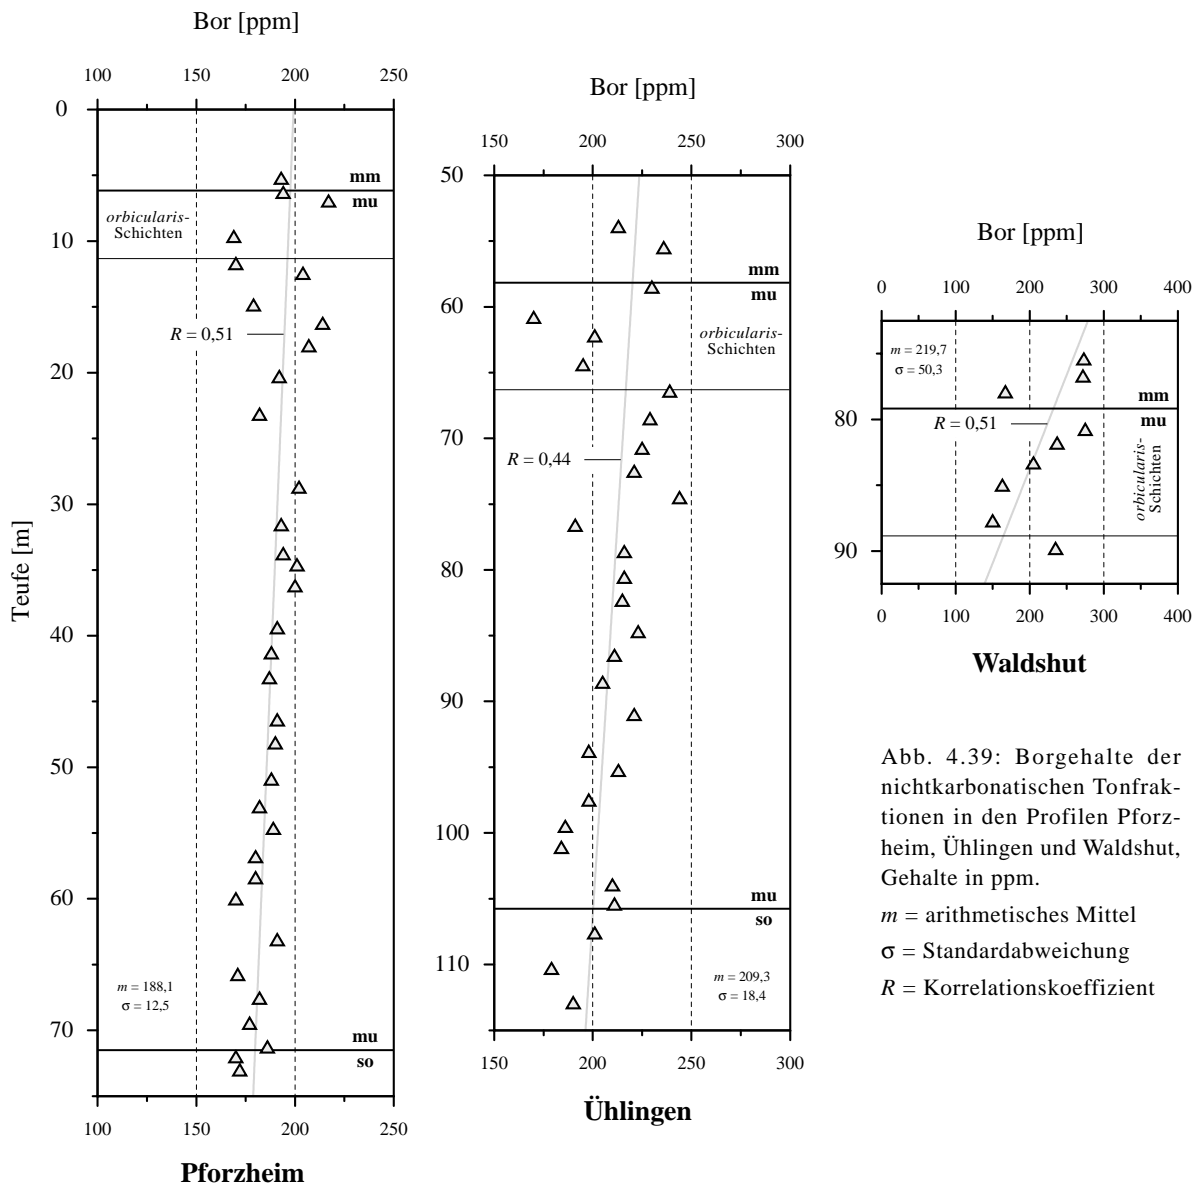 Bor [ppm]
100 150 200 250
0
10
20
30
40
50
60
70
Teufe [m]
mm
mu
orbicularis-
Schichten
R = 0,51
m = 188,1
σ = 12,5
mu
so
100 150 200 250
Pforzheim
Bor [ppm]
150 200 250 300
50
60
70
80
90
100
110
mm
mu
orbicularis-
Schichten
R = 0,44
mu
so
m = 209,3
σ = 18,4
150 200 250 300
Ühlingen
Bor [ppm]
0 100 200 300 400
m = 219,7
σ = 50,3
mm
mu
80
R = 0,51
orbicularis-
Schichten
90
0 100 200 300 400
Waldshut
Abb. 4.39: Borgehalte der
nichtkarbonatischen Tonfrak-
tionen in den Profilen Pforz-
heim, Ühlingen und Waldshut,
Gehalte in ppm.
m = arithmetisches Mittel
σ = Standardabweichung
R = Korrelationskoeffizient